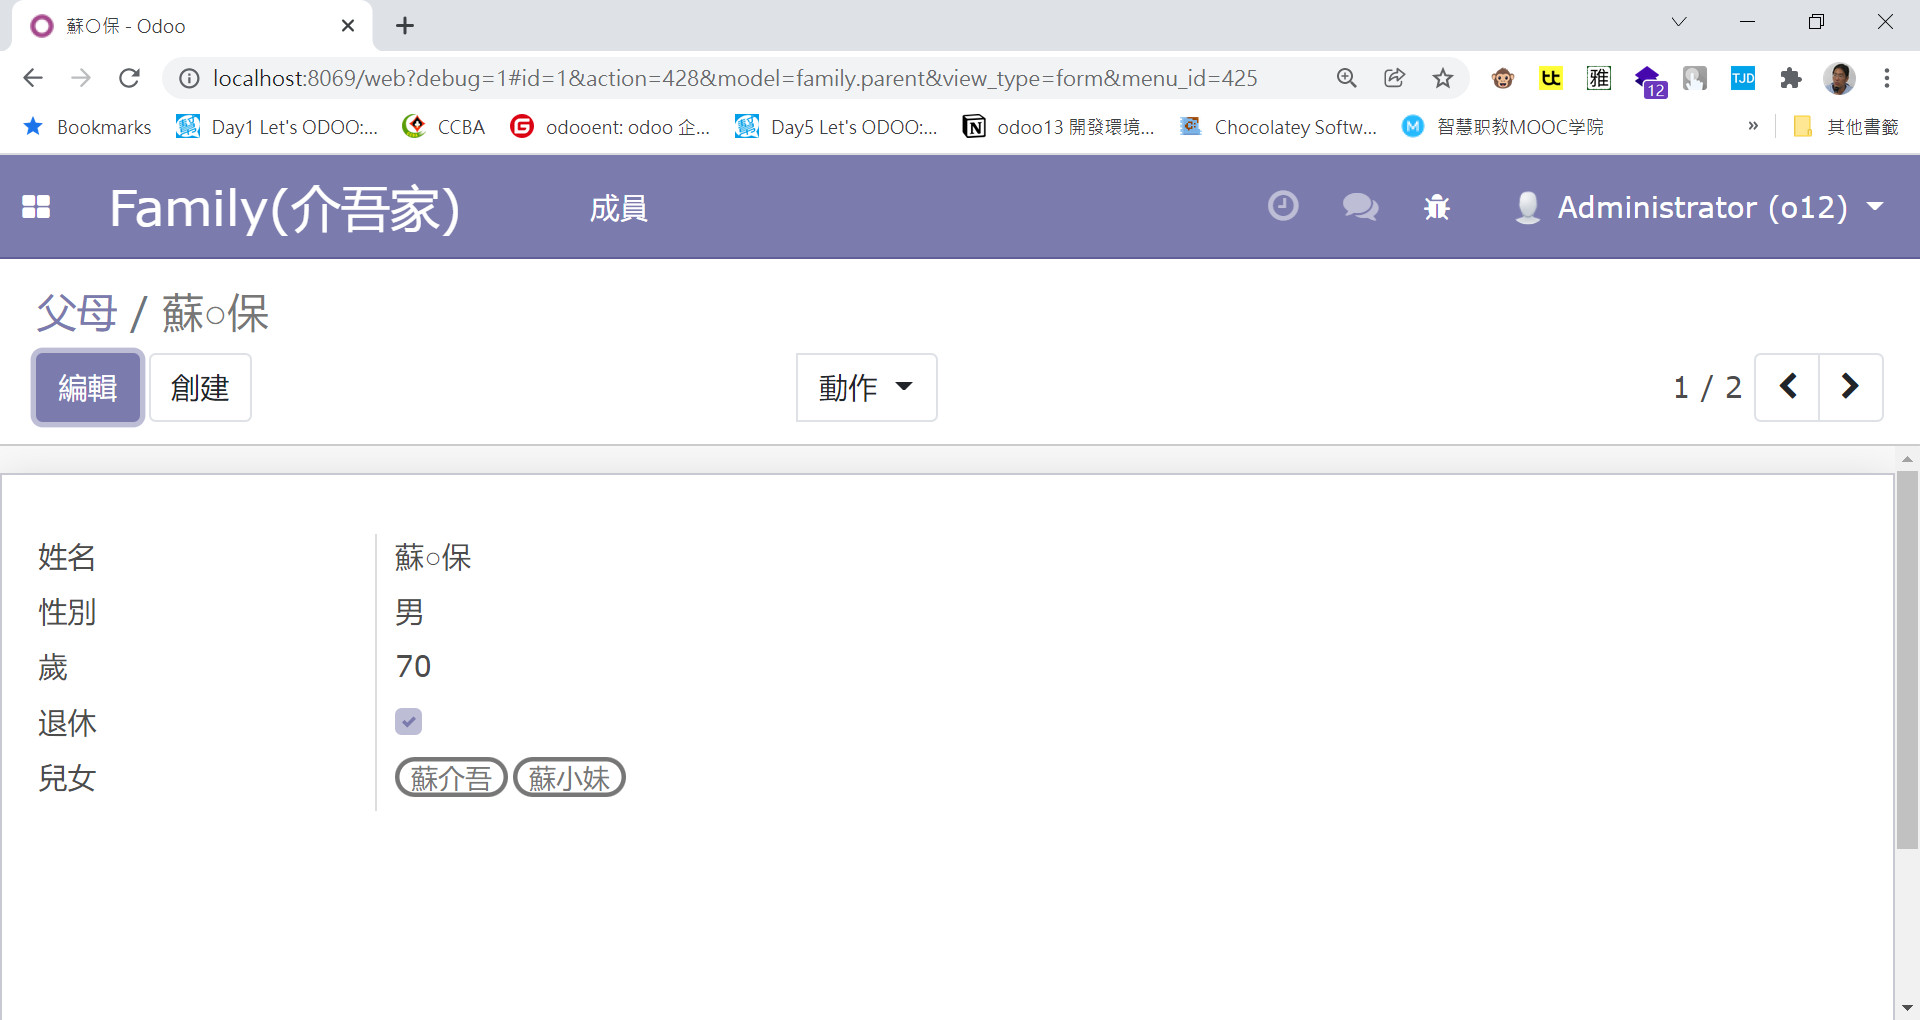 蘇○保 - Odoo
localhost:8069/web?debug=1#id=1&action=428&model=family.parent&view_type=form&menu_id=425
tt 雅 12 TJD
Bookmarks Day1 Let's ODOO:... CCBA odooent: odoo 企... Day5 Let's ODOO:... odoo13 開發環境... Chocolatey Softw... 智慧职教MOOC学院 » 其他書籤
Family(介吾家) 成員 Administrator (o12)
父母 / 蘇○保
編輯 創建 動作 1 / 2
姓名 蘇○保
性別 男
歲 70
退休
兒女 蘇介吾 蘇小妹